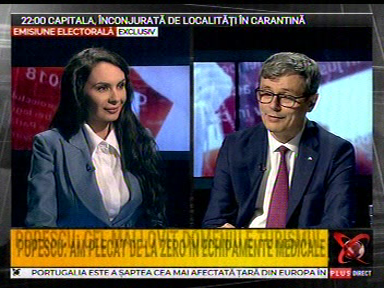 22:00 CAPITALA, ÎNCONJURATĂ DE LOCALITĂȚI ÎN CARANTINĂ
EMISIUNE ELECTORALĂ EXCLUSIV
2018
POPESCU: AM PLECAT DE LA ZERO ÎN ECHIPAMENTE MEDICALE
PORTUGALIA ESTE A ȘAPTEA CEA MAI AFECTATĂ ȚARĂ DIN EUROPA ÎN
PLUS DIRECT